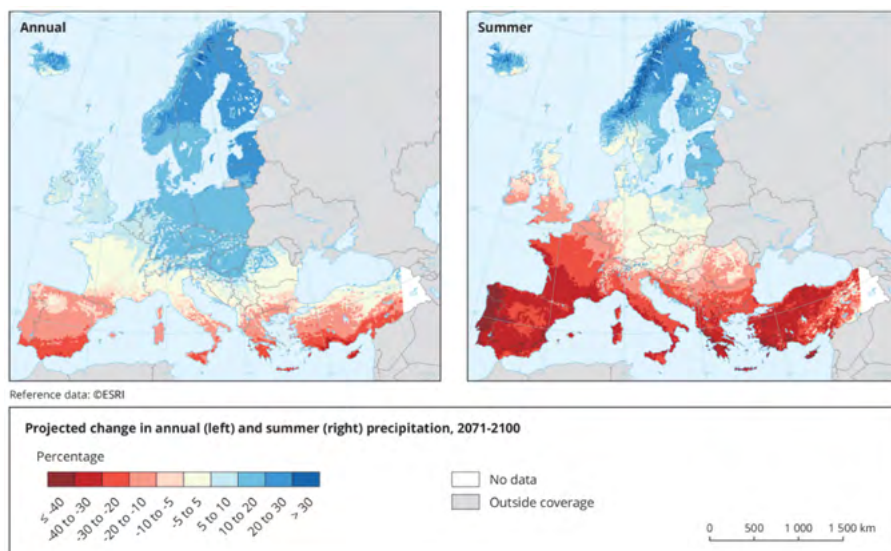 Annual
Summer
Reference data: ©ESRI
Projected change in annual (left) and summer (right) precipitation, 2071-2100
Percentage
≤ -40
-40 to -30
-30 to -20
-20 to -10
-10 to -5
-5 to 5
5 to 10
10 to 20
20 to 30
> 30
No data
Outside coverage
0 500 1 000 1 500 km